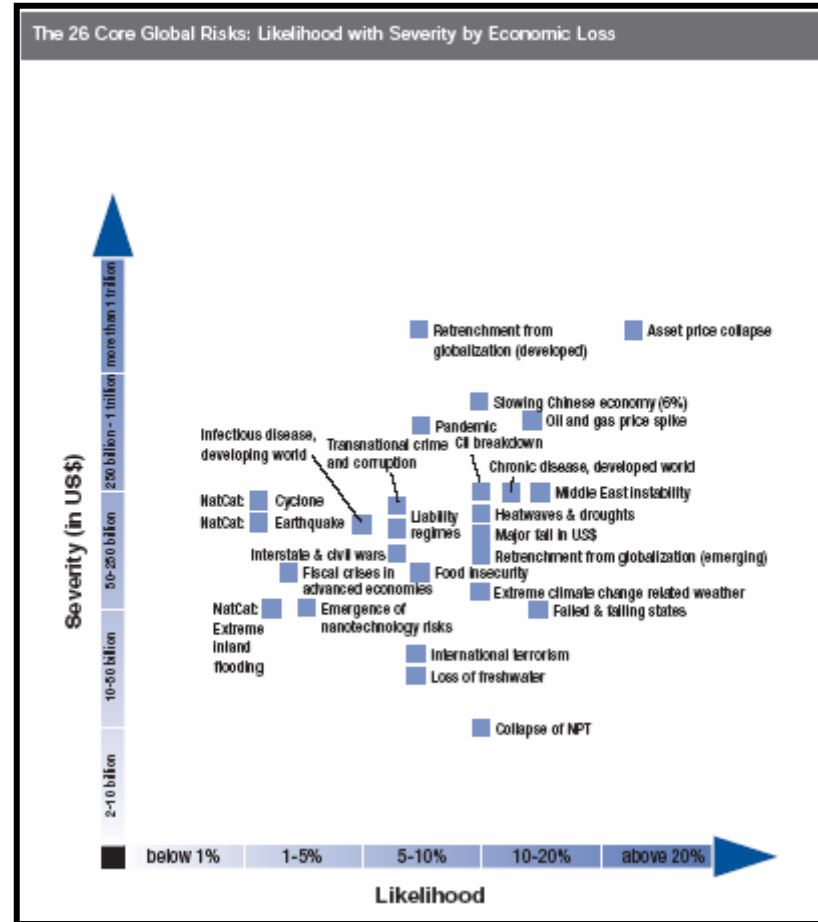 The 26 Core Global Risks: Likelihood with Severity by Economic Loss
Severity (in US$)
more than 1 trillion
250 billion - 1 trillion
50-250 billion
10-50 billion
2-10 billion
Retrenchment from
globalization (developed)
Asset price collapse
Slowing Chinese economy (6%)
Oil and gas price spike
Pandemic
Infectious disease,
developing world
Transnational crime
and corruption
CII breakdown
Chronic disease, developed world
Middle East instability
NatCat: Cyclone
NatCat: Earthquake
Liability
regimes
Heatwaves & droughts
Major fall in US$
Retrenchment from globalization (emerging)
Interstate & civil wars
Fiscal crises in
advanced economies
Food insecurity
Extreme climate change related weather
Failed & failing states
NatCat:
Extreme
inland
flooding
Emergence of
nanotechnology risks
International terrorism
Loss of freshwater
Collapse of NPT
below 1%
1-5%
5-10%
10-20%
above 20%
Likelihood